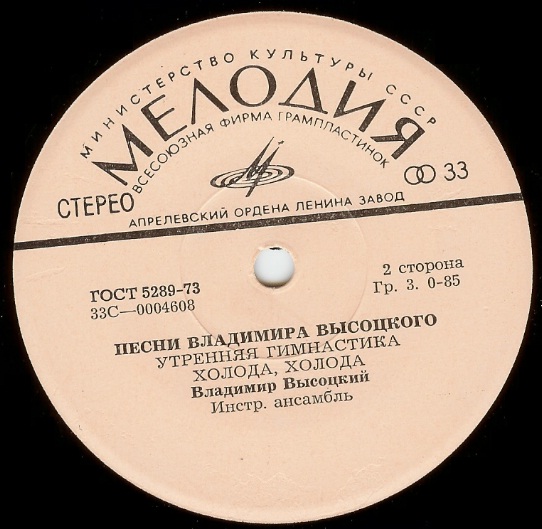 МИНИСТЕРСТВО КУЛЬТУРЫ СССР
МЕЛОДИЯ
ВСЕСОЮЗНАЯ ФИРМА ГРАМПЛАСТИНОК
СТЕРЕО
33
АПРЕЛЕВСКИЙ ОРДЕНА ЛЕНИНА ЗАВОД
ГОСТ 5289-73
33С—0004608
2 сторона
Гр. 3. 0-85
ПЕСНИ ВЛАДИМИРА ВЫСОЦКОГО
УТРЕННЯЯ ГИМНАСТИКА
ХОЛОДА, ХОЛОДА
Владимир Высоцкий
Инстр. ансамбль